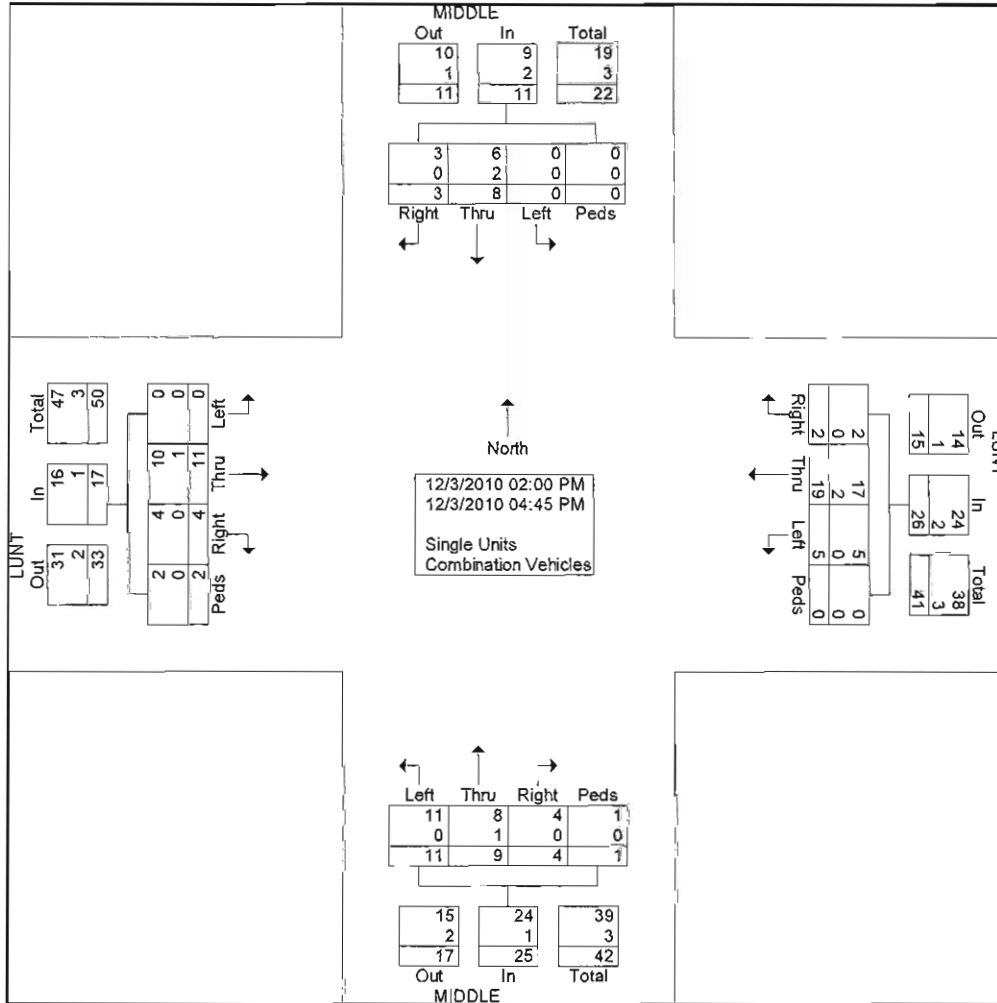 MIDDLE
Out In Total
10 9 19
1 2 3
11 11 22
3 6 0 0
0 2 0 0
3 8 0 0
Right Thru Left Peds
LUNT
Total In Out
47 16 31
3 1 2
50 17 33
0 10 4 2
0 1 0 0
0 11 4 2
Left Thru Right Peds
North
12/3/2010 02:00 PM
12/3/2010 04:45 PM
Single Units
Combination Vehicles
Right Thru Left Peds
2 17 5 0
0 2 0 0
2 19 5 0
LUNT
Out In Total
14 24 38
1 2 3
15 26 41
Left Thru Right Peds
11 8 4 1
0 1 0 0
11 9 4 1
15 24 39
2 1 3
17 25 42
Out In Total
MIDDLE